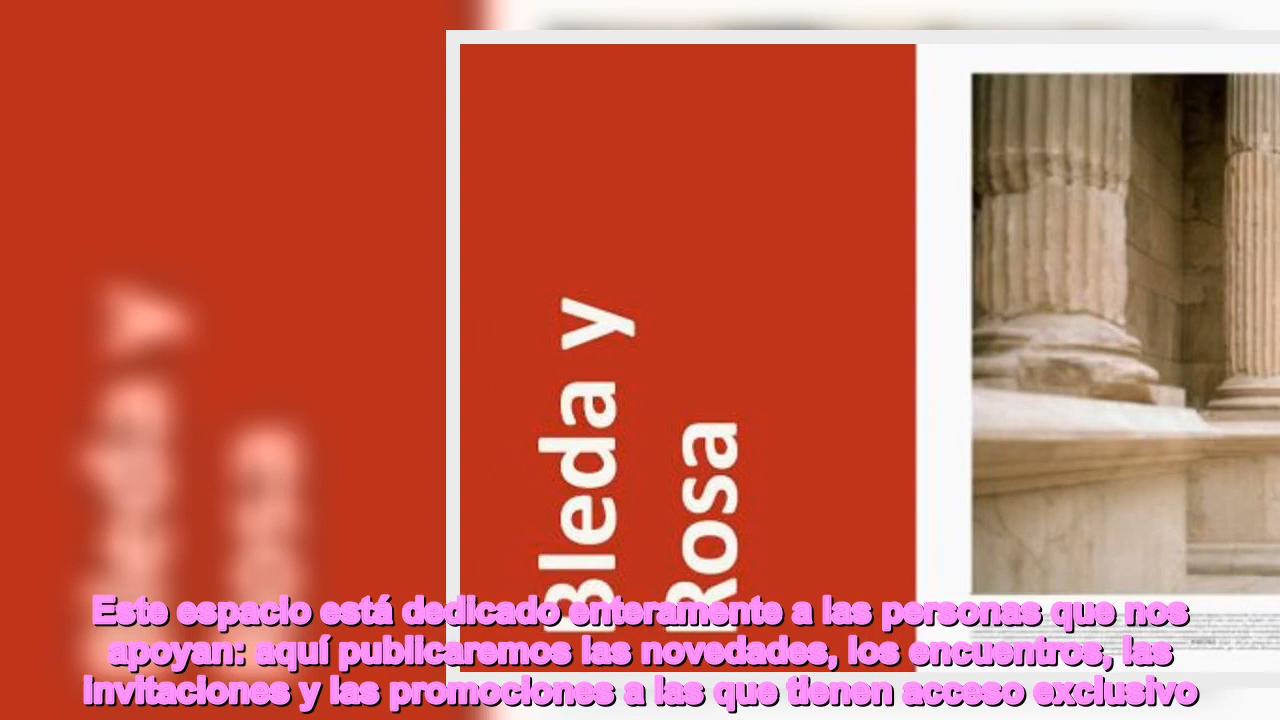 Bleda y
Rosa
Este espacio está dedicado enteramente a las personas que nos
apoyan: aquí publicaremos las novedades, los encuentros, las
invitaciones y las promociones a las que tienen acceso exclusivo